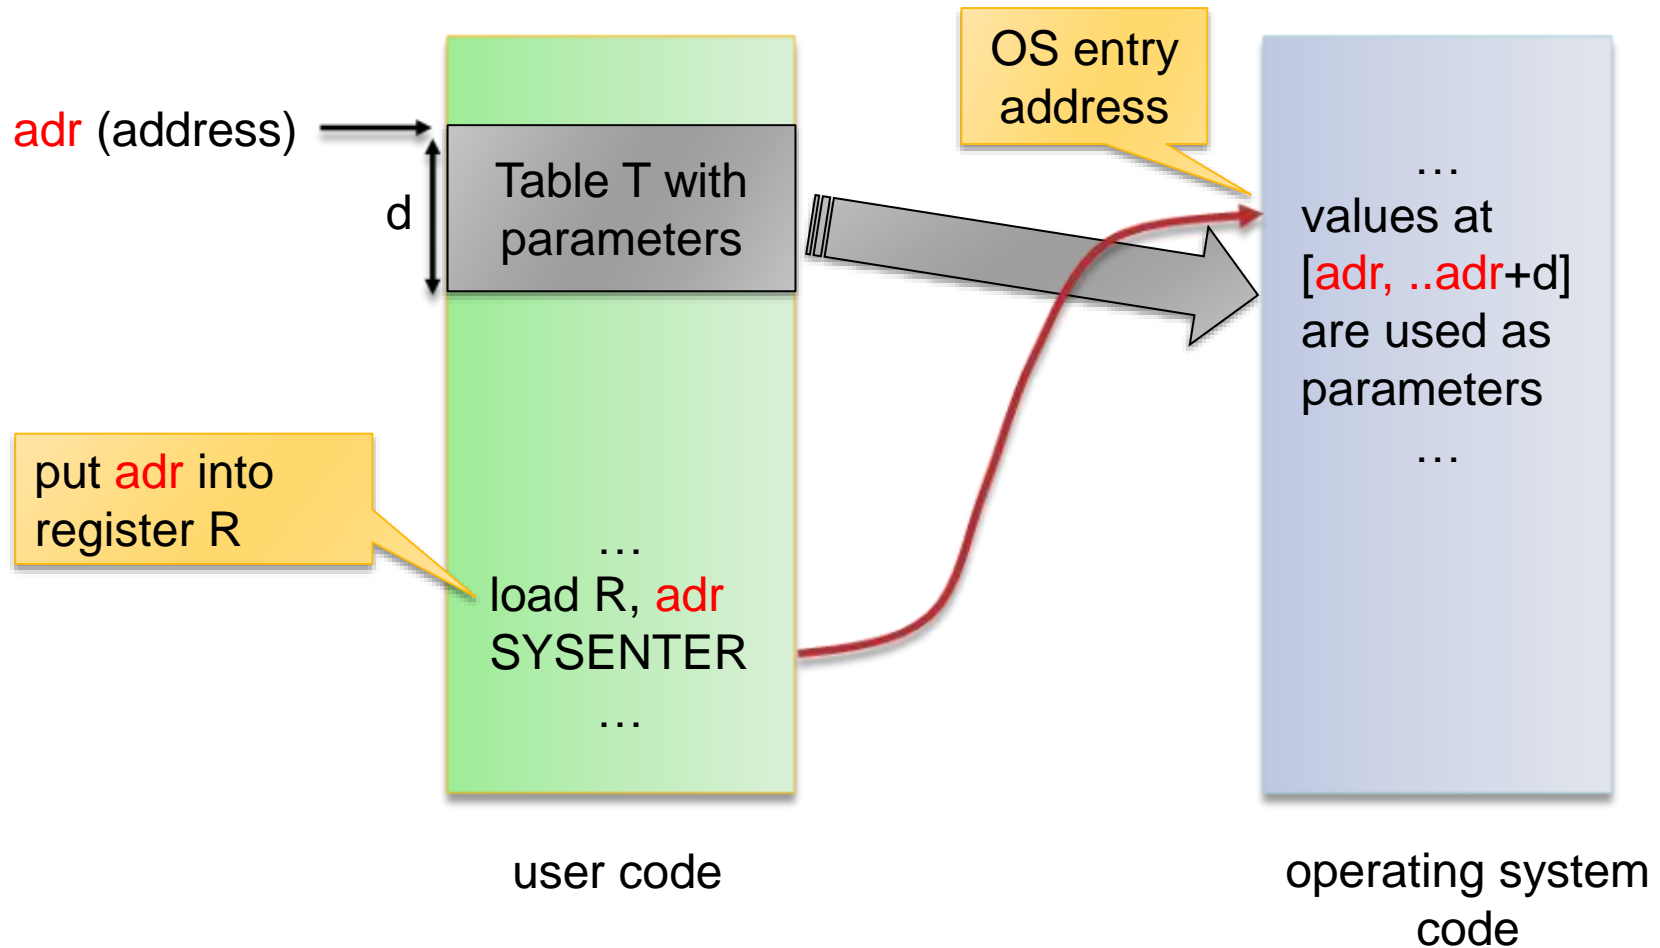 OS entry
address
adr (address)
d
Table T with
parameters
…
values at
[adr, ..adr+d]
are used as
parameters
…
put adr into
register R
…
load R, adr
SYSENTER
…
user code
operating system
code